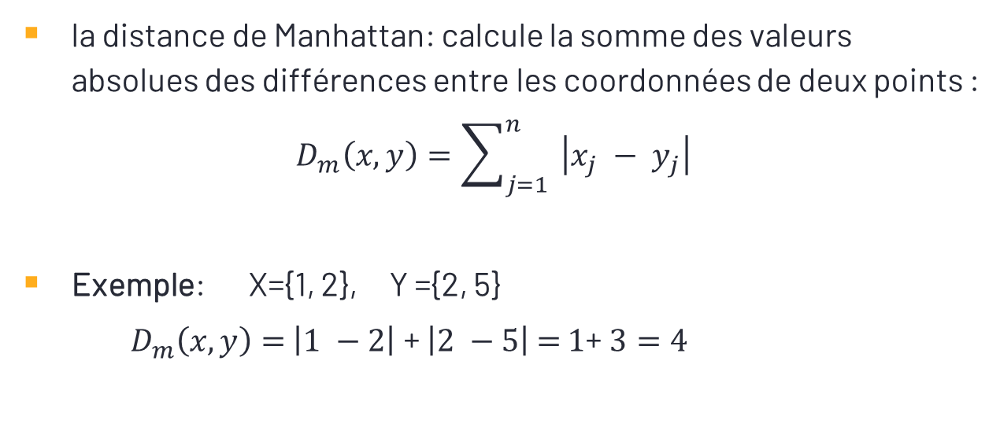 ▪ la distance de Manhattan: calcule la somme des valeurs
absolues des différences entre les coordonnées de deux points :
D_m(x, y) = ∑_{j=1}^{n} |x_j − y_j|
▪ Exemple: X={1, 2}, Y ={2, 5}
D_m(x, y) = |1 − 2| + |2 − 5| = 1+ 3 = 4